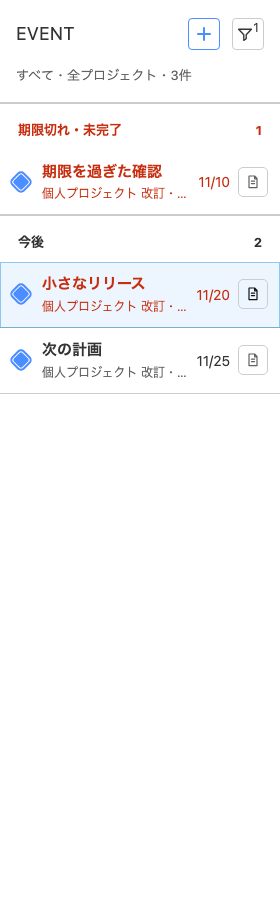 EVENT
1
すべて・全プロジェクト・3件
期限切れ・未完了 1
期限を過ぎた確認
11/10
個人プロジェクト 改訂・...
今後 2
小さなリリース
11/20
個人プロジェクト 改訂・...
次の計画
11/25
個人プロジェクト 改訂・...